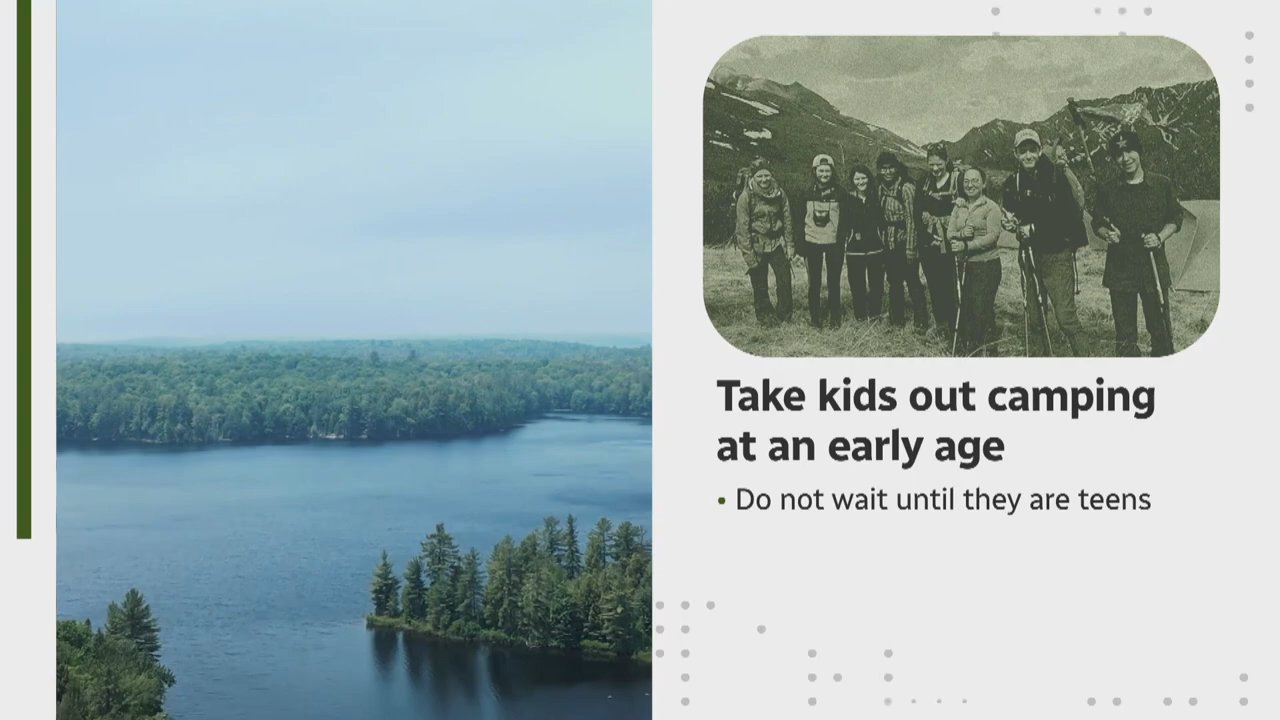 Take kids out camping
at an early age
• Do not wait until they are teens